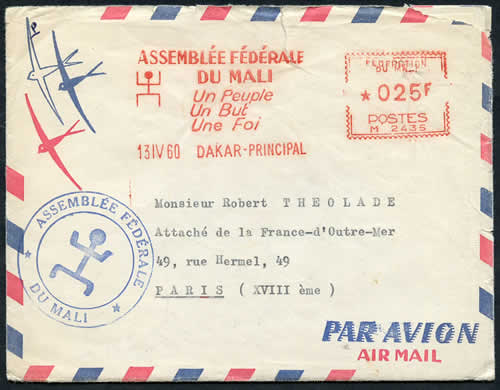 ASSEMBLÉE FÉDÉRALE
DU MALI
Un Peuple
Un But
Une Foi
13 IV 60 DAKAR-PRINCIPAL
FEDERATION
DU MALI
★ 025F
POSTES
M 2435
Monsieur Robert THEOLADE
Attaché de la France-d'Outre-Mer
49, rue Hermel, 49
PARIS (XVIII ème)
ASSEMBLÉE FÉDÉRALE
★ DU MALI ★
PAR AVION
AIR MAIL